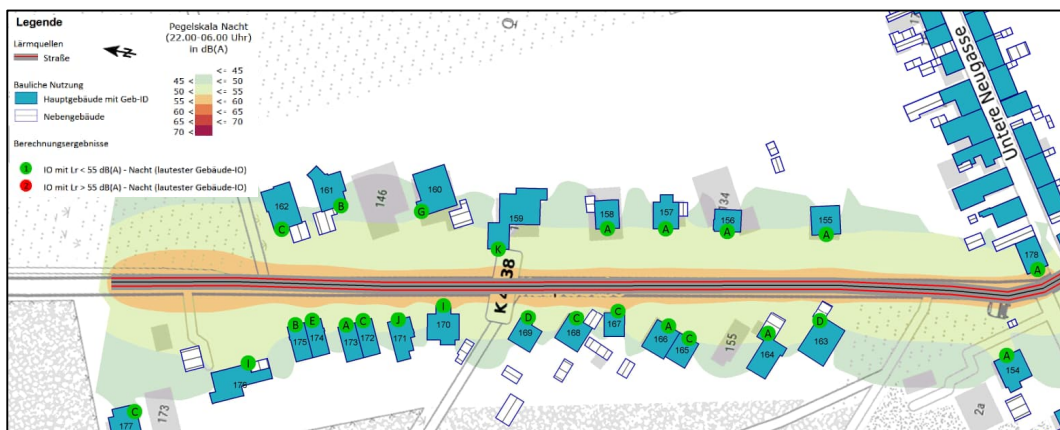 Legende
Lärmquellen
Straße
N
Bauliche Nutzung
Hauptgebäude mit Geb-ID
Nebengebäude
Berechnungsergebnisse
1 IO mit Lr < 55 dB(A) - Nacht (lautester Gebäude-IO)
2 IO mit Lr > 55 dB(A) - Nacht (lautester Gebäude-IO)
Pegelskala Nacht
(22.00-06.00 Uhr)
in dB(A)
<= 45
45 < <= 50
50 < <= 55
55 < <= 60
60 < <= 65
65 < <= 70
70 <
Untere Neugasse
162 C
161 B
146
160 G
159 K
158 A
157 A
134
156 A
155 A
178 A
38
K
B E A C J I
175 174 173 172 171 170
D 169
C 168
C 167
A 166
C 165
155
A 164
D 163
A 154
2a
I 176
C 177
173